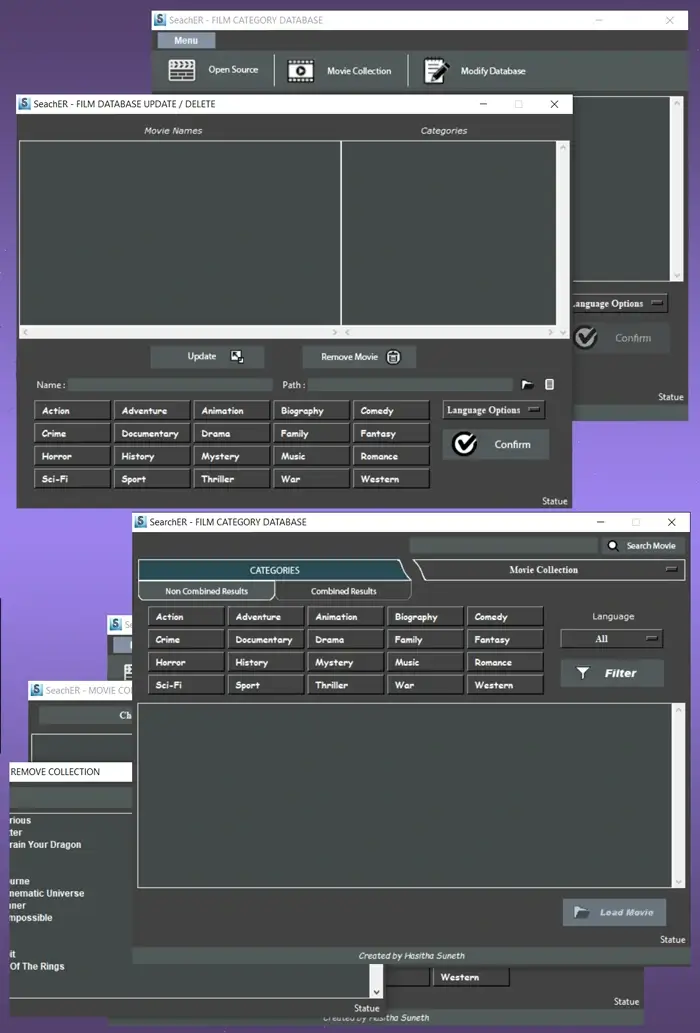 SeachER - FILM CATEGORY DATABASE
Menu
Open Source
Movie Collection
Modify Database
SeachER - FILM DATABASE UPDATE / DELETE
Movie Names
Categories
Language Options
Confirm
Statue
Update
Remove Movie
Name :
Path :
Action Adventure Animation Biography Comedy
Crime Documentary Drama Family Fantasy
Horror History Mystery Music Romance
Sci-Fi Sport Thriller War Western
Language Options
Confirm
Statue
SearchER - FILM CATEGORY DATABASE
Search Movie
CATEGORIES
Movie Collection
Non Combined Results
Combined Results
Action Adventure Animation Biography Comedy
Crime Documentary Drama Family Fantasy
Horror History Mystery Music Romance
Sci-Fi Sport Thriller War Western
Language
All
Filter
Load Movie
Statue
Created by Hasitha Suneth
Se
SeachER - MOVIE CO
Ch
REMOVE COLLECTION
rious
ter
rain Your Dragon
urne
nematic Universe
nner
mpossible
it
Of The Rings
Statue
Western
Statue
Created by Hasitha Suneth